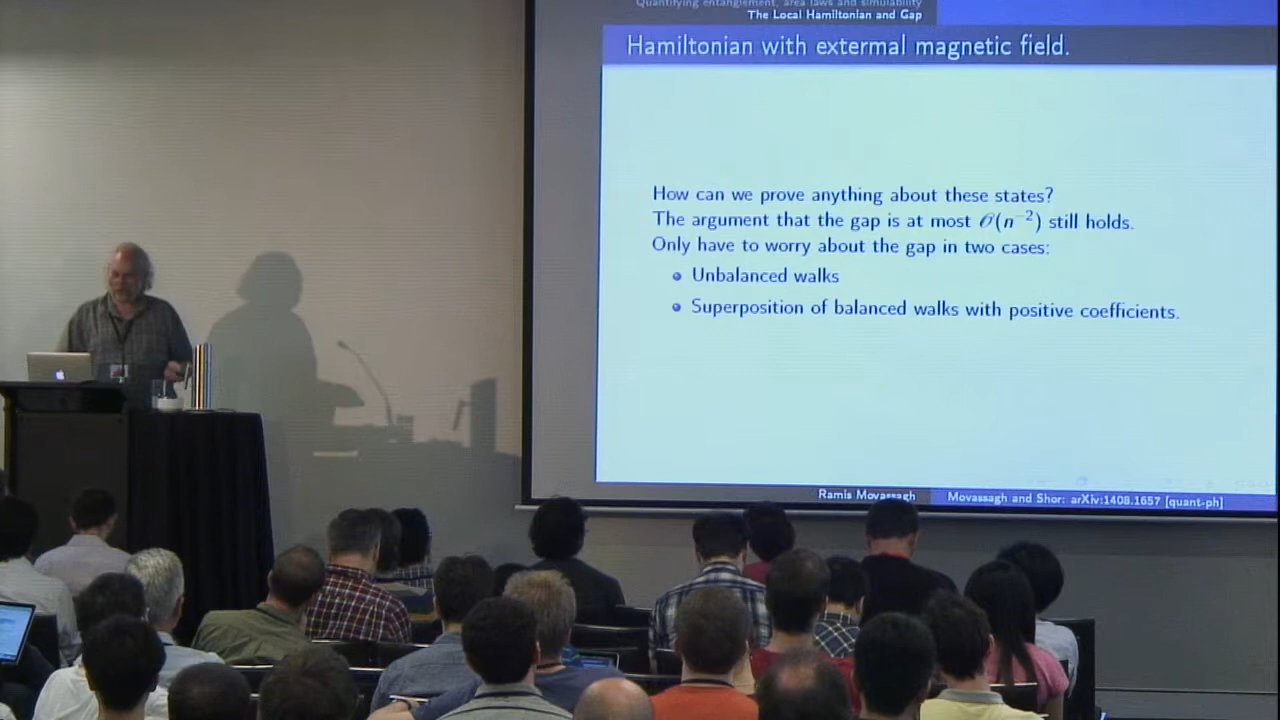 Quantifying entanglement, area laws and simulability
The Local Hamiltonian and Gap
Hamiltonian with extermal magnetic field.
How can we prove anything about these states?
The argument that the gap is at most 𝒪(n⁻²) still holds.
Only have to worry about the gap in two cases:
Unbalanced walks
Superposition of balanced walks with positive coefficients.
Ramis Movassagh
Movassagh and Shor: arXiv:1408.1657 [quant-ph]